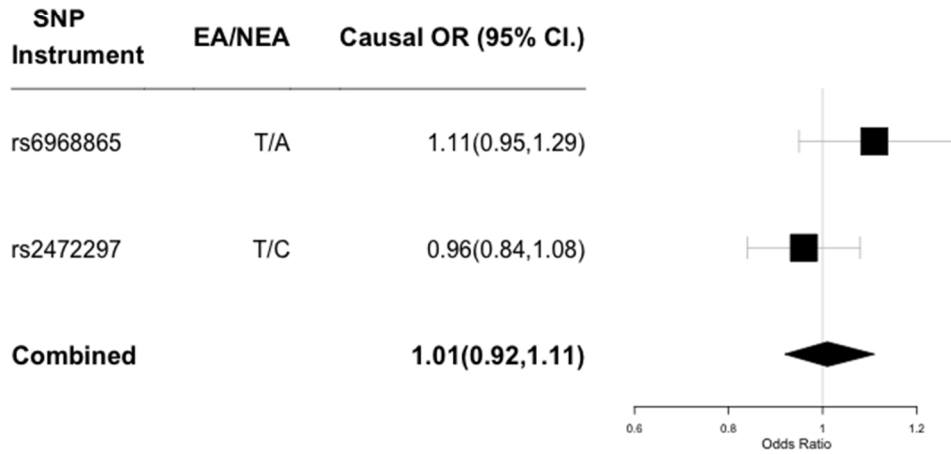 SNP
Instrument EA/NEA Causal OR (95% CI.)
rs6968865 T/A 1.11(0.95,1.29)
rs2472297 T/C 0.96(0.84,1.08)
Combined 1.01(0.92,1.11)
0.6 0.8 1 1.2
Odds Ratio